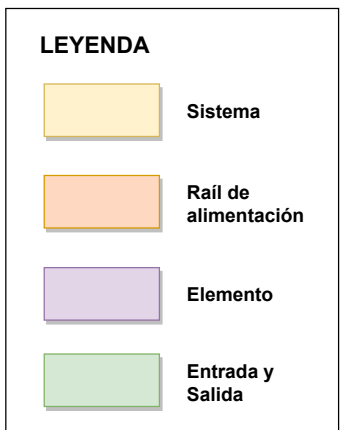 LEYENDA
Sistema
Raíl de
alimentación
Elemento
Entrada y
Salida